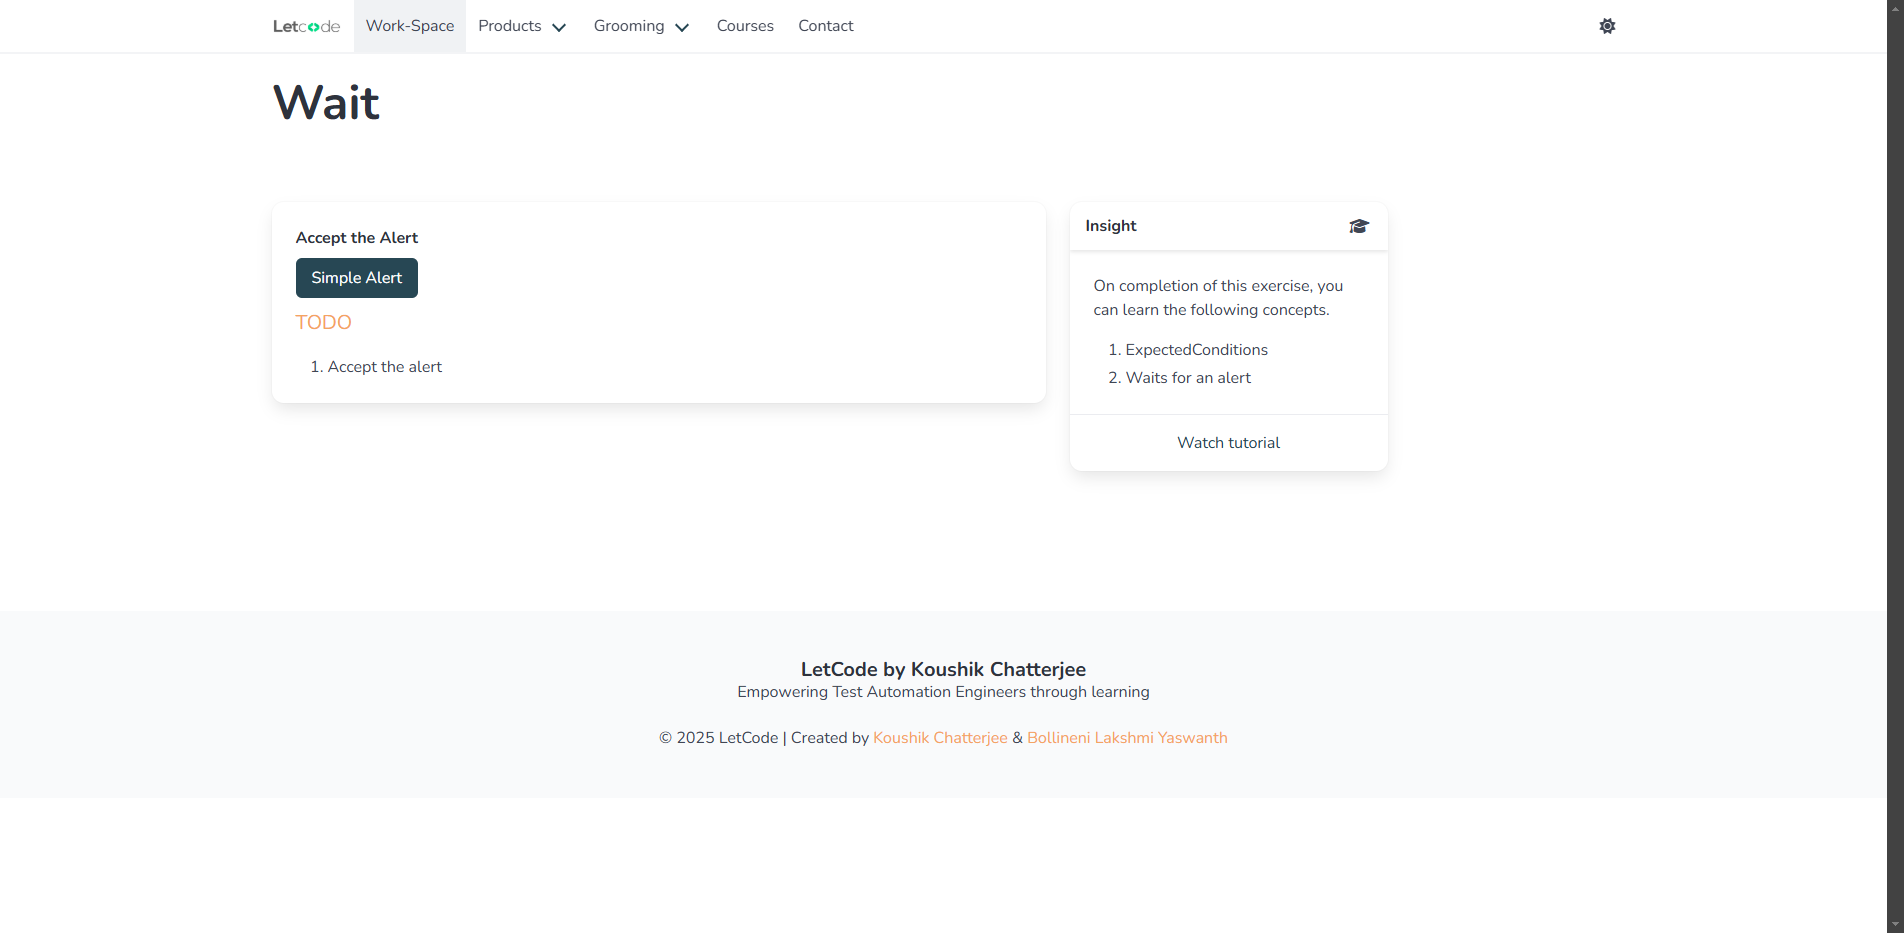 Letcode Work-Space Products Grooming Courses Contact
Wait
Accept the Alert
Simple Alert
TODO
1. Accept the alert
Insight
On completion of this exercise, you
can learn the following concepts.
1. ExpectedConditions
2. Waits for an alert
Watch tutorial
LetCode by Koushik Chatterjee
Empowering Test Automation Engineers through learning
© 2025 LetCode | Created by Koushik Chatterjee & Bollineni Lakshmi Yaswanth